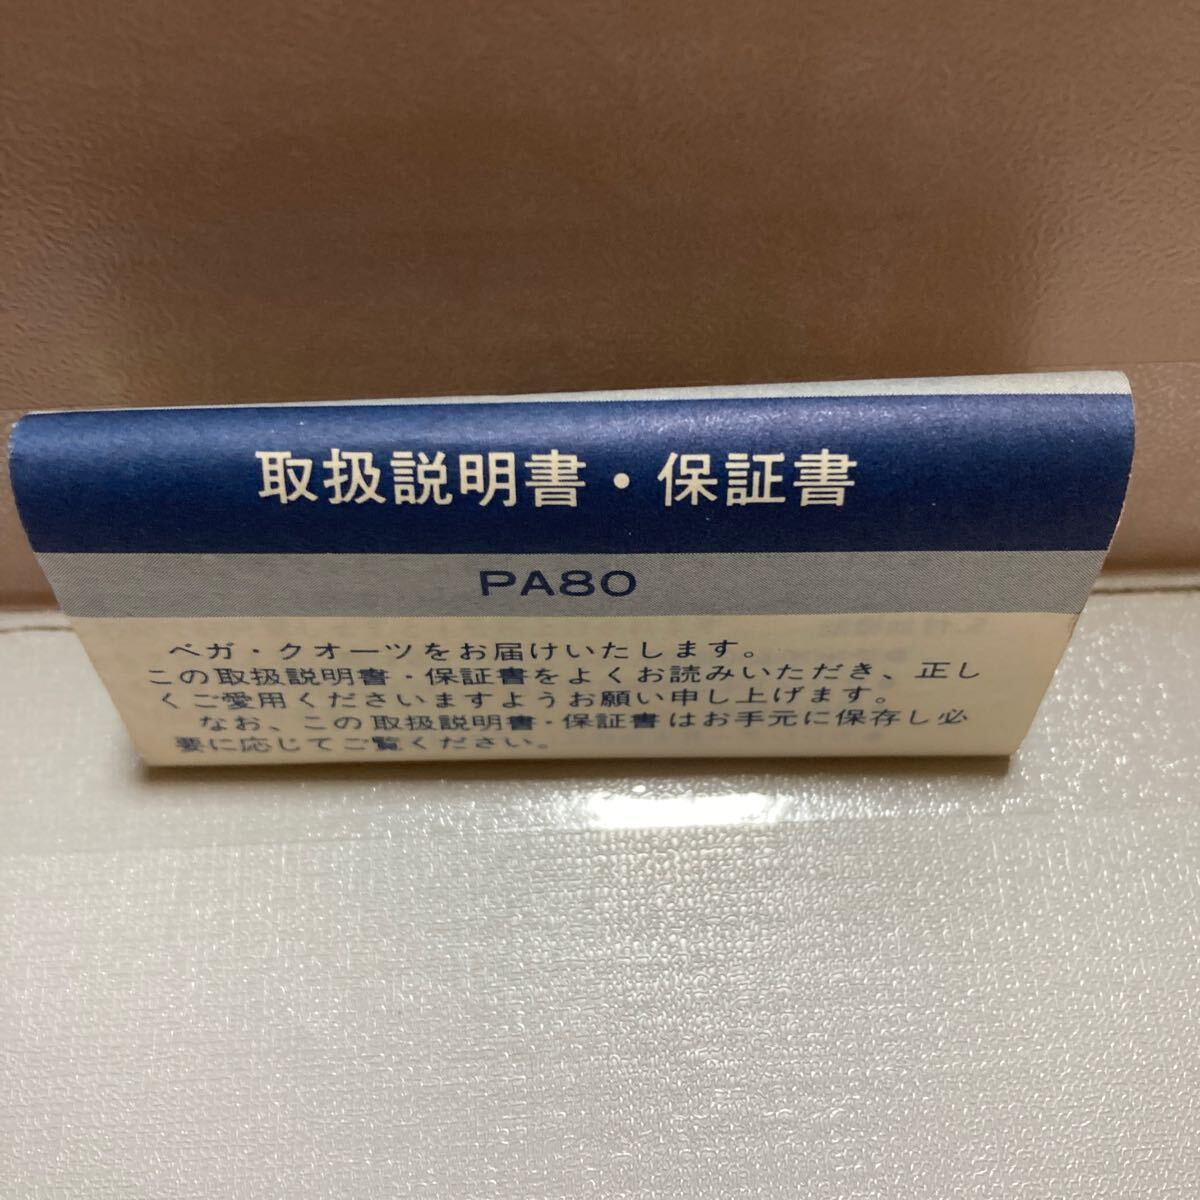 取扱説明書・保証書
PA80
ベガ・クオーツをお届けいたします。
この取扱説明書・保証書をよくお読みいただき、正し
くご愛用くださいますようお願い申し上げます。
なお、この取扱説明書・保証書はお手元に保存し必
要に応じてご覧ください。